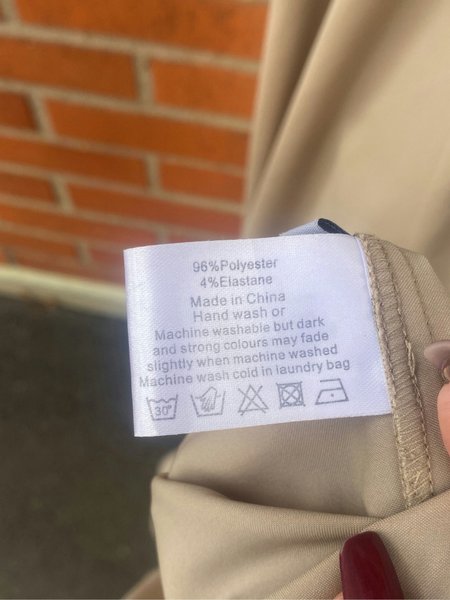 96%Polyester
4%Elastane
Made in China
Hand wash or
Machine washable but dark
and strong colours may fade
slightly when machine washed
Machine wash cold in laundry bag
30°